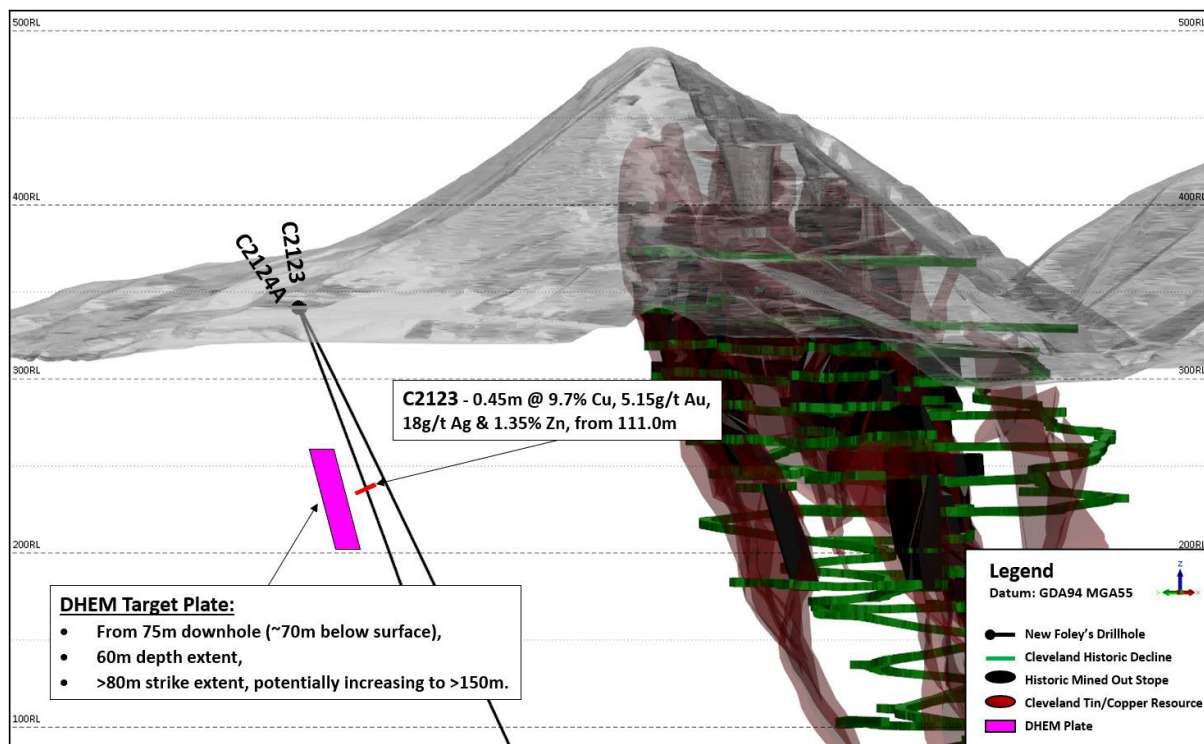 500RL
500RL
400RL
400RL
C2123
C2124A
300RL
300RL
C2123 - 0.45m @ 9.7% Cu, 5.15g/t Au,
18g/t Ag & 1.35% Zn, from 111.0m
200RL
200RL
DHEM Target Plate:
• From 75m downhole (~70m below surface),
• 60m depth extent,
• >80m strike extent, potentially increasing to >150m.
Legend
Datum: GDA94 MGA55
Z
New Foley's Drillhole
Cleveland Historic Decline
Historic Mined Out Stope
Cleveland Tin/Copper Resource
DHEM Plate
100RL